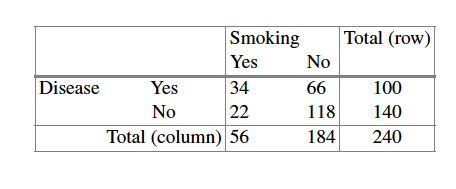 Smoking Total (row)
Yes No
Disease Yes 34 66 100
No 22 118 140
Total (column) 56 184 240